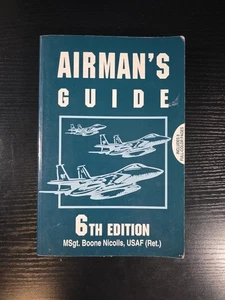 AIRMAN'S
GUIDE
6TH EDITION
MSgt. Boone Nicolls, USAF (Ret.)